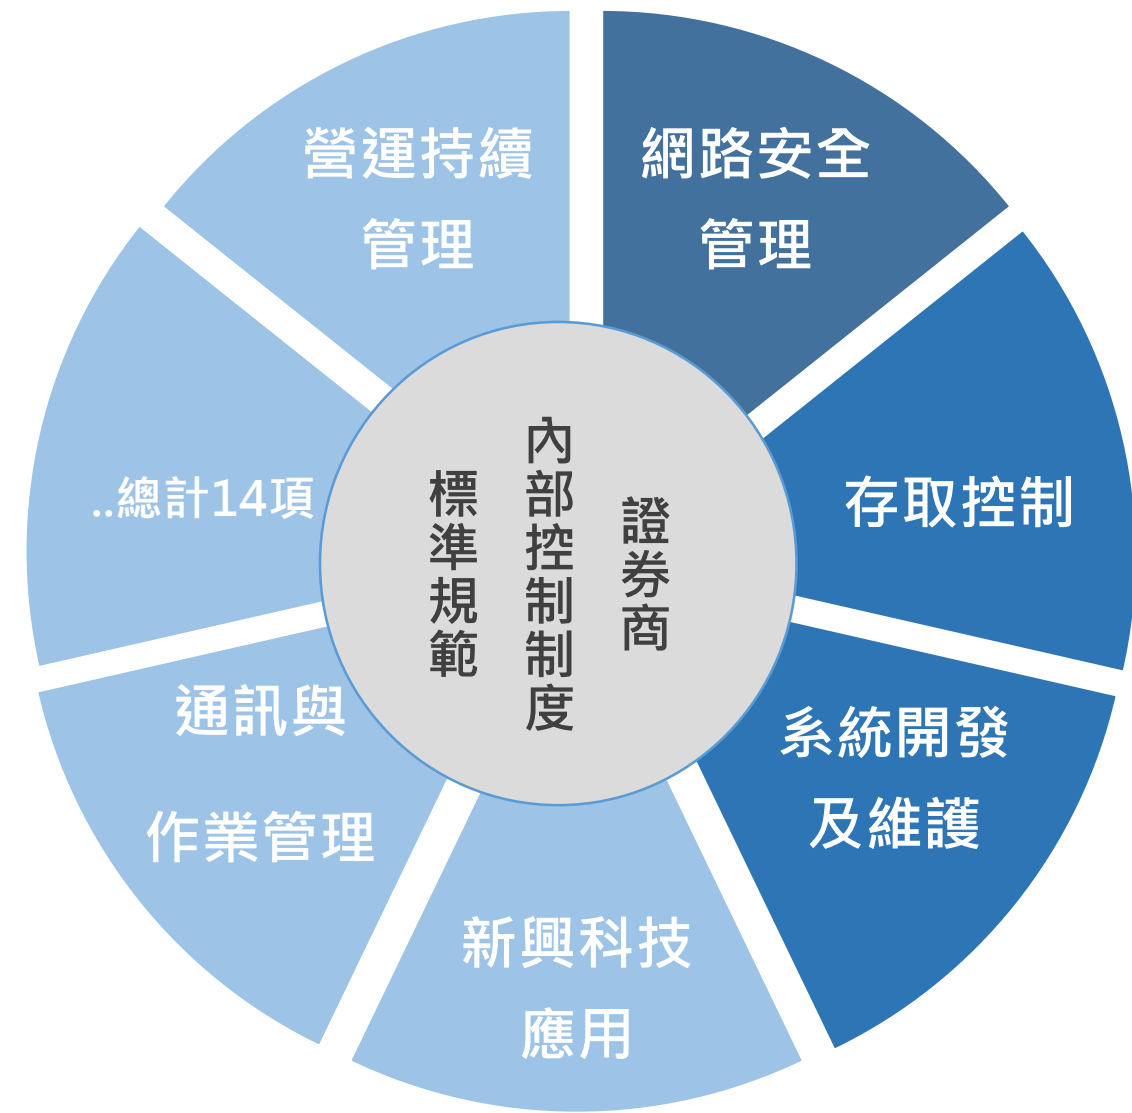 營運持續
管理
網路安全
管理
存取控制
系統開發
及維護
新興科技
應用
通訊與
作業管理
..總計14項
證券商
內部控制制度
標準規範